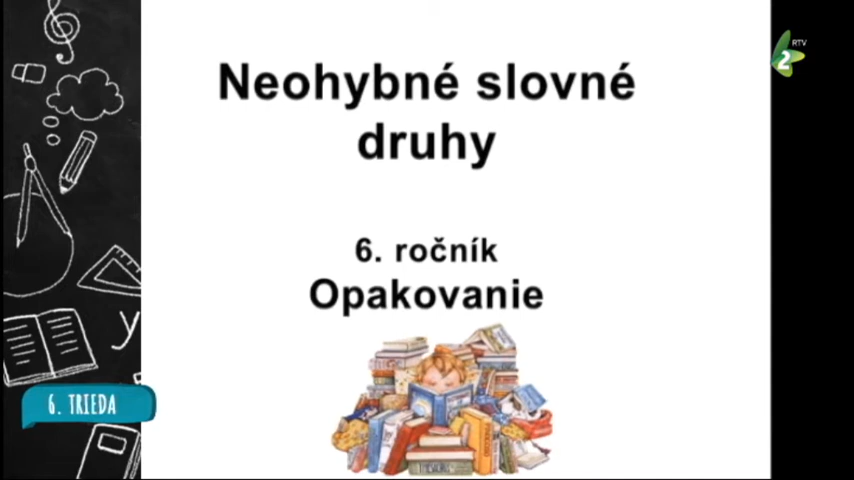 Neohybné slovné
druhy
6. ročník
Opakovanie
6. TRIEDA
RTV
2
y